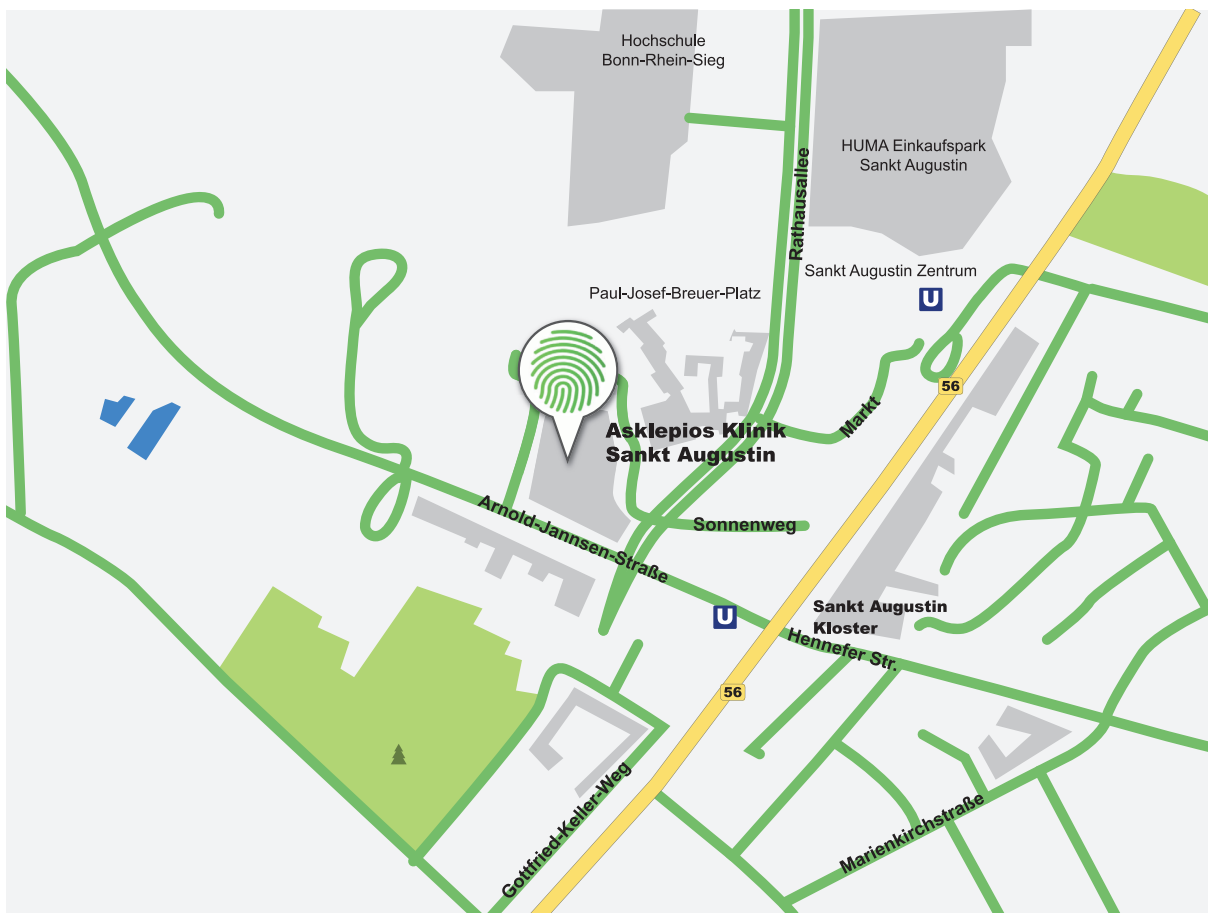 Hochschule
Bonn-Rhein-Sieg
HUMA Einkaufspark
Sankt Augustin
Rathausallee
Sankt Augustin Zentrum
U
Paul-Josef-Breuer-Platz
56
Markt
Asklepios Klinik
Sankt Augustin
Arnold-Jannsen-Straße
Sonnenweg
U
Sankt Augustin
Kloster
Hennefer Str.
56
Gottfried-Keller-Weg
Marienkirchstraße